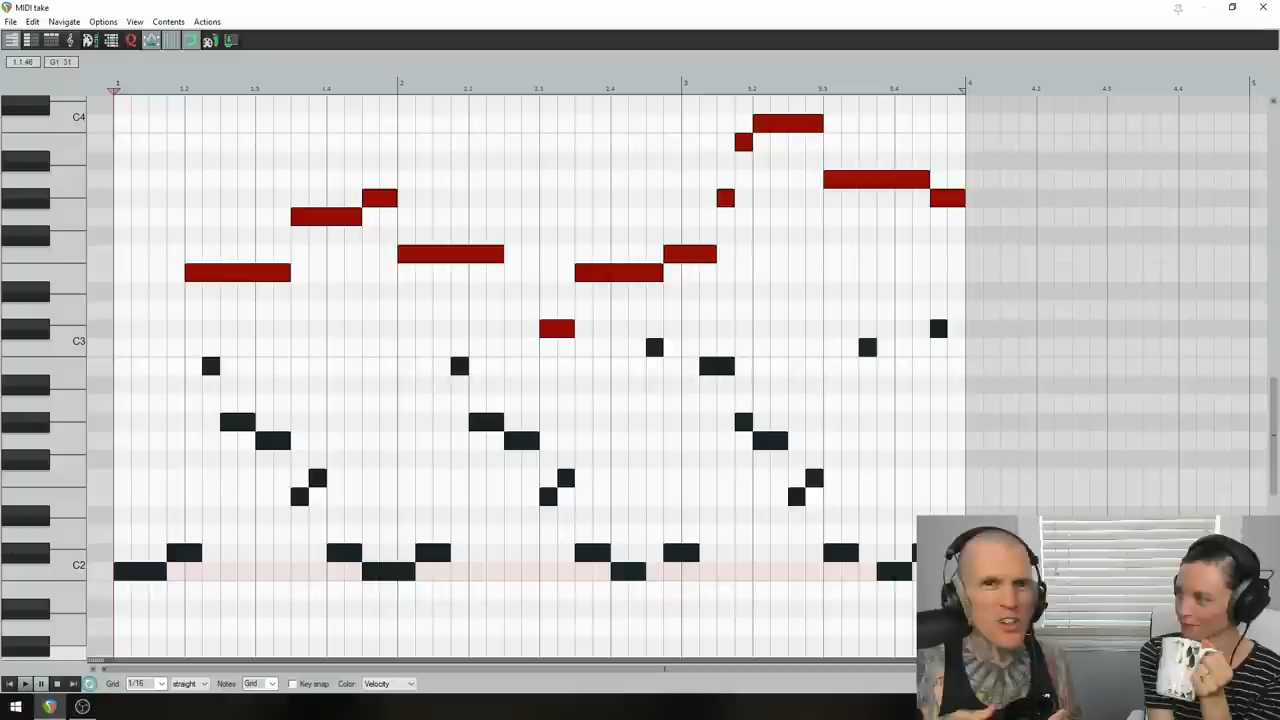 MIDI take
File Edit Navigate Options View Contents Actions
Q
1.1.46 G1 31
1 2 3 4 5
1.2 1.3 1.4 2.2 2.3 2.4 3.2 3.3 3.4 4.2 4.3 4.4
C4
C3
C2
Grid 1/16 straight Notes Grid Key snap Color: Velocity